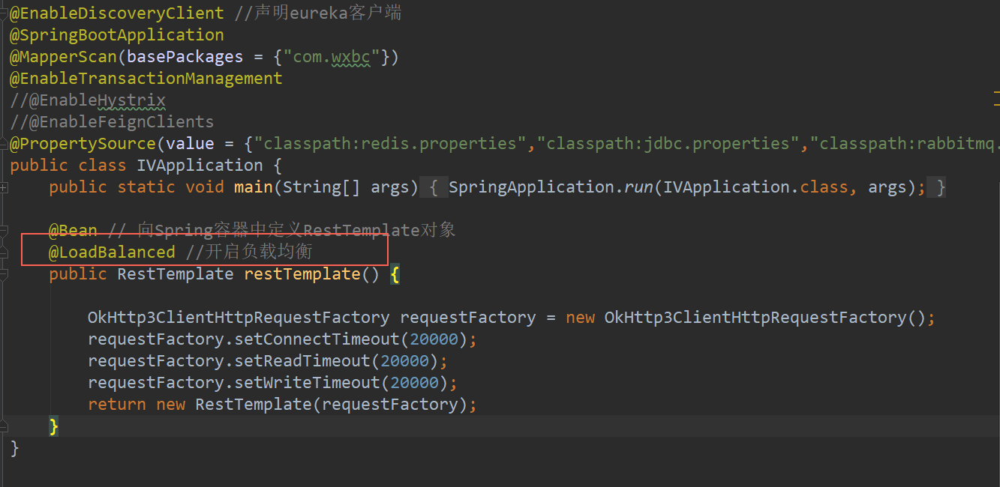 @EnableDiscoveryClient //声明eureka客户端
@SpringBootApplication
@MapperScan(basePackages = {"com.wxbc"})
@EnableTransactionManagement
//@EnableHystrix
//@EnableFeignClients
@PropertySource(value = {"classpath:redis.properties","classpath:jdbc.properties","classpath:rabbitmq.
public class IVApplication {
    public static void main(String[] args) { SpringApplication.run(IVApplication.class, args); }
    @Bean // 向Spring容器中定义RestTemplate对象
    @LoadBalanced //开启负载均衡
    public RestTemplate restTemplate() {
        OkHttp3ClientHttpRequestFactory requestFactory = new OkHttp3ClientHttpRequestFactory();
        requestFactory.setConnectTimeout(20000);
        requestFactory.setReadTimeout(20000);
        requestFactory.setWriteTimeout(20000);
        return new RestTemplate(requestFactory);
    }
}